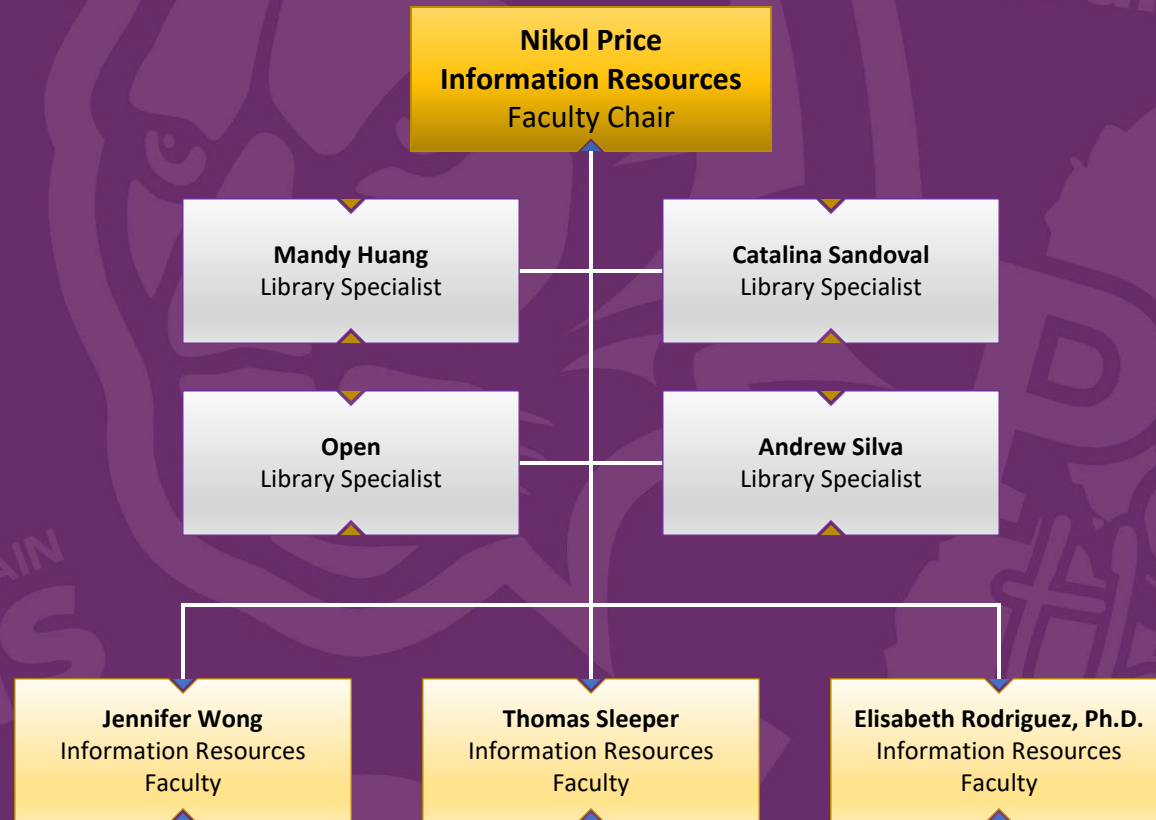 Nikol Price
Information Resources
Faculty Chair
Mandy Huang
Library Specialist
Catalina Sandoval
Library Specialist
Open
Library Specialist
Andrew Silva
Library Specialist
Jennifer Wong
Information Resources
Faculty
Thomas Sleeper
Information Resources
Faculty
Elisabeth Rodriguez, Ph.D.
Information Resources
Faculty